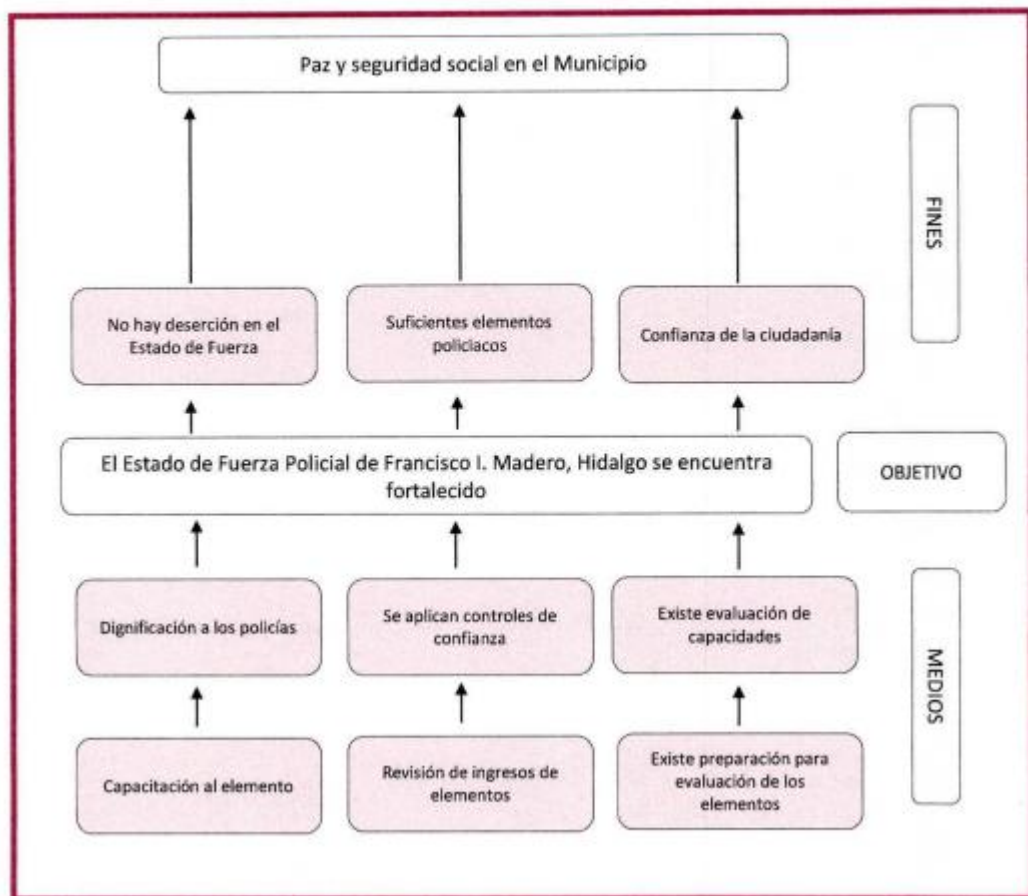 Paz y seguridad social en el Municipio
FINES
No hay deserción en el
Estado de Fuerza
Suficientes elementos
policiacos
Confianza de la ciudadanía
El Estado de Fuerza Policial de Francisco I. Madero, Hidalgo se encuentra
fortalecido
OBJETIVO
Dignificación a los policías
Se aplican controles de
confianza
Existe evaluación de
capacidades
MEDIOS
Capacitación al elemento
Revisión de ingresos de
elementos
Existe preparación para
evaluación de los
elementos